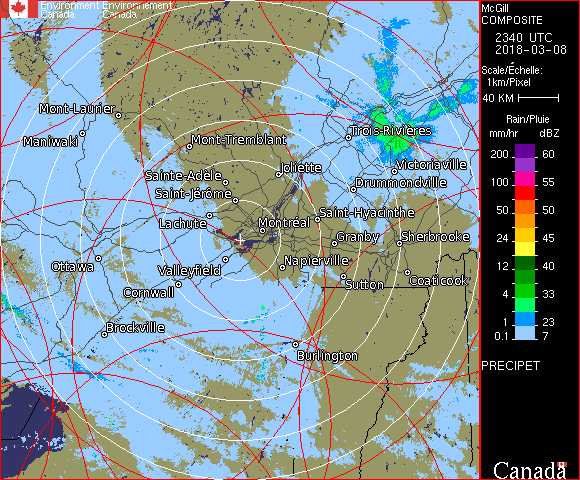 Environment Environnement
Canada Canada
McGill
COMPOSITE
2340 UTC
2018-03-08
Scale/Échelle:
1km/Pixel
40 KM
Rain/Pluie
mm/hr dBZ
200 60
100 55
50 50
24 45
12 40
4 33
1 23
0.1 7
PRECIPET
Canada
Mont-Laurier
Maniwaki
Mont-Tremblant
Trois-Rivières
Joliette
Victoriaville
Sainte-Adèle
Drummondville
Saint-Jérôme
Saint-Hyacinthe
Lachute
Montréal
Granby
Sherbrooke
Ottawa
Valleyfield
Napierville
Cornwall
Sutton
Coaticook
Brockville
Burlington